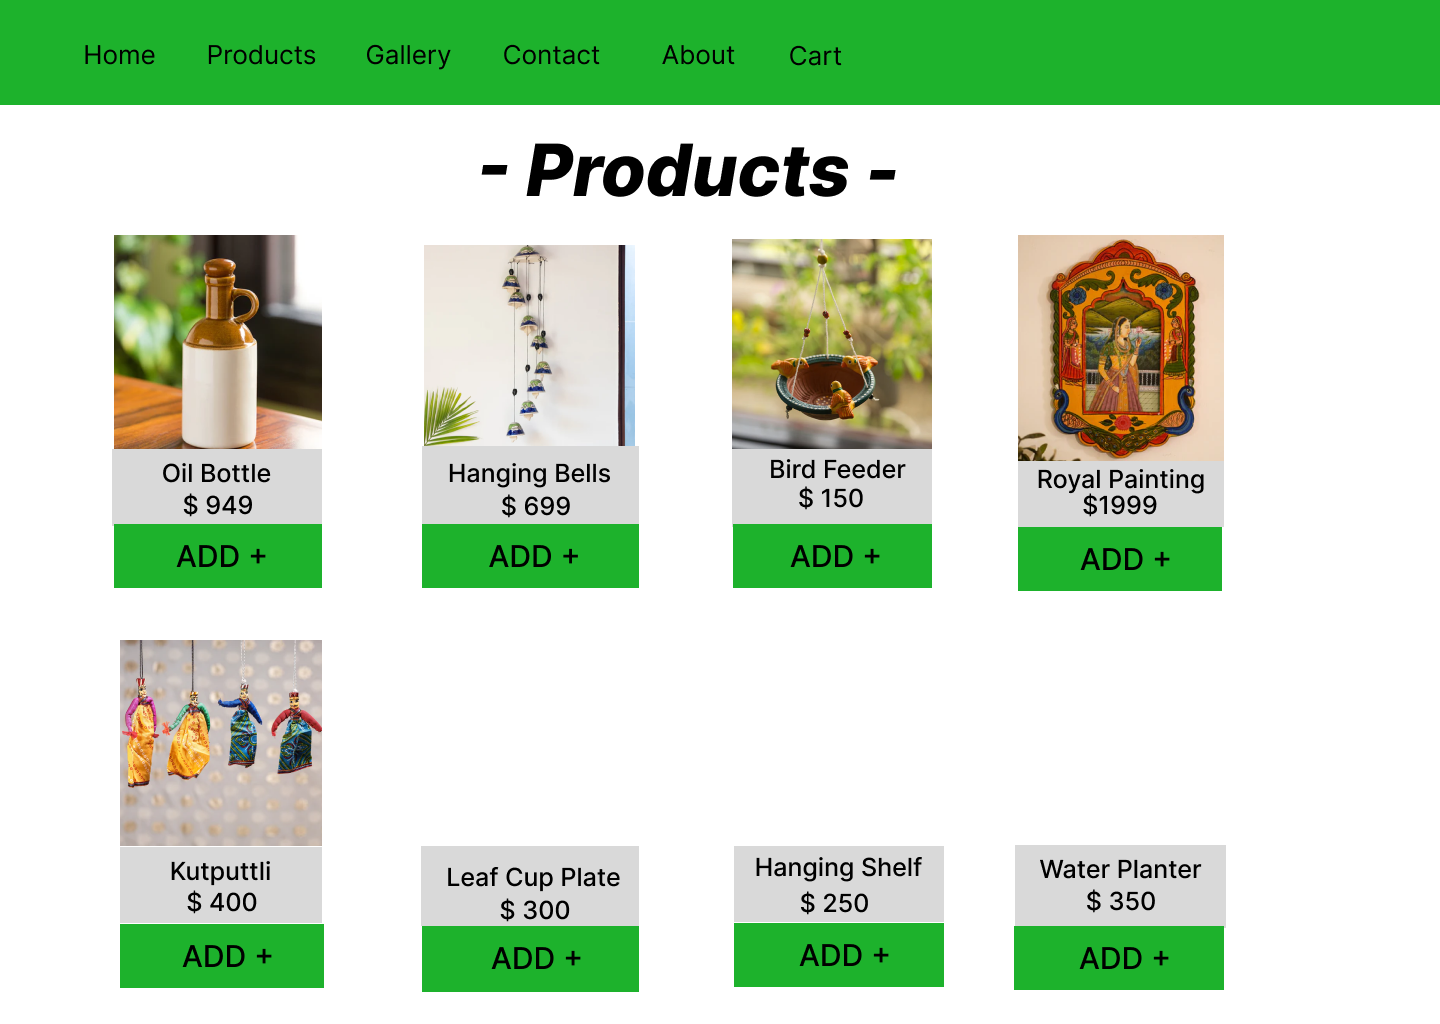 Home Products Gallery Contact About Cart
- Products -
Oil Bottle
$ 949
ADD +
Hanging Bells
$ 699
ADD +
Bird Feeder
$ 150
ADD +
Royal Painting
$1999
ADD +
Kutputtli
$ 400
ADD +
Leaf Cup Plate
$ 300
ADD +
Hanging Shelf
$ 250
ADD +
Water Planter
$ 350
ADD +